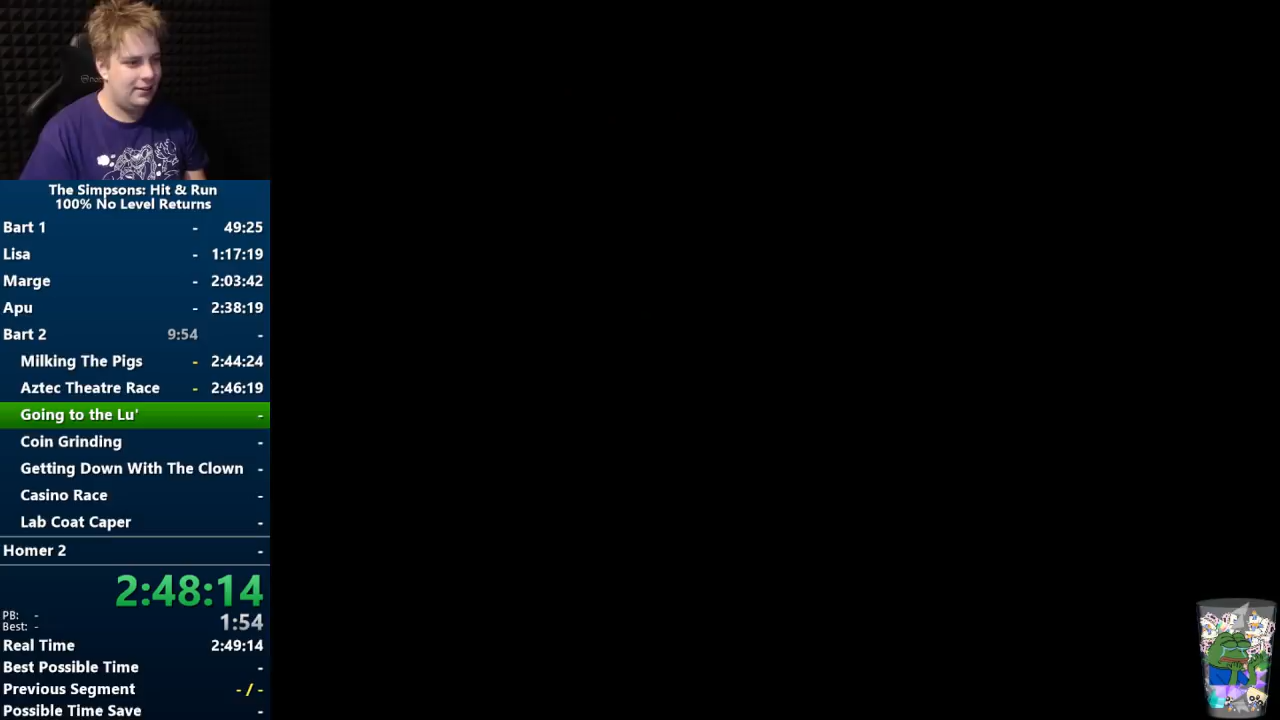 The Simpsons: Hit & Run
100% No Level Returns
Bart 1 - 49:25
Lisa - 1:17:19
Marge - 2:03:42
Apu - 2:38:19
Bart 2 9:54 -
Milking The Pigs - 2:44:24
Aztec Theatre Race - 2:46:19
Going to the Lu' -
Coin Grinding -
Getting Down With The Clown -
Casino Race -
Lab Coat Caper -
Homer 2 -
2:48:14
PB: -
Best: - 1:54
Real Time 2:49:14
Best Possible Time -
Previous Segment - / -
Possible Time Save -